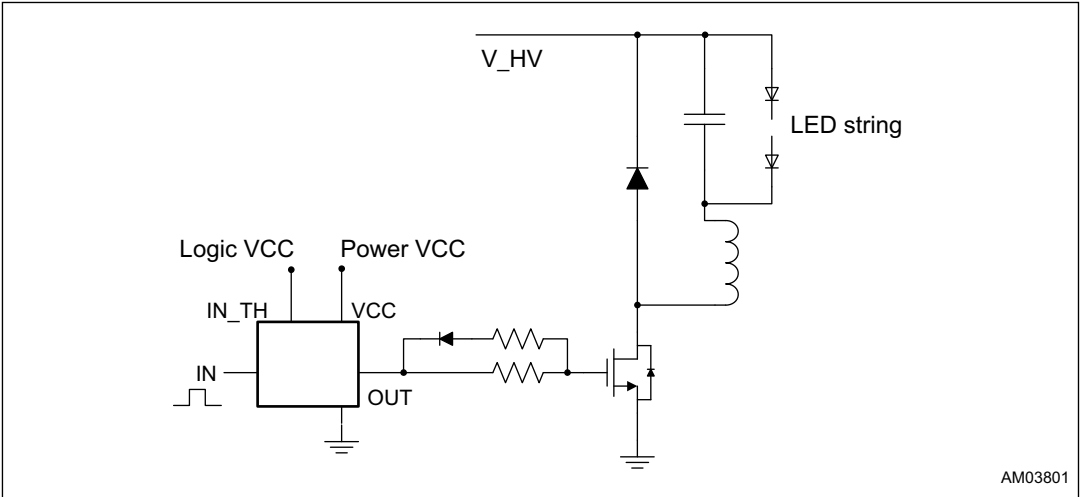 V_HV
LED string
Logic VCC
Power VCC
IN_TH
VCC
IN
OUT
AM03801